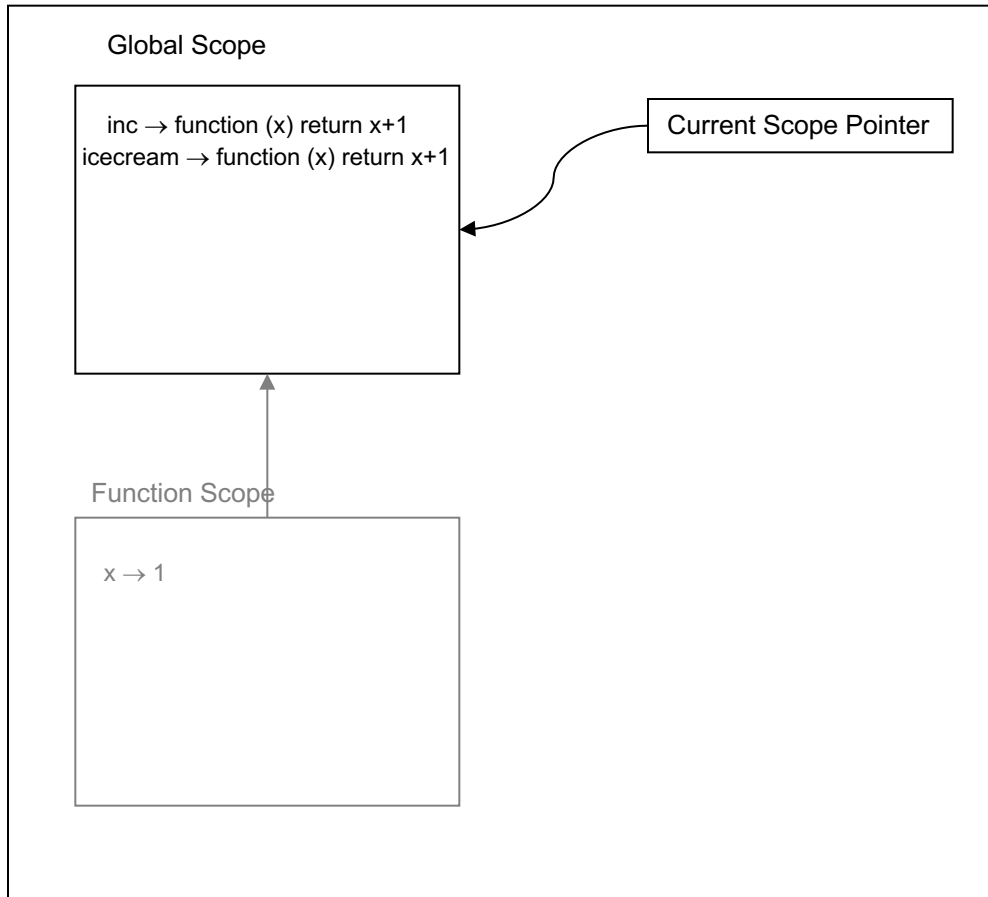 Global Scope
inc → function (x) return x+1
icecream → function (x) return x+1
Current Scope Pointer
Function Scope
x → 1